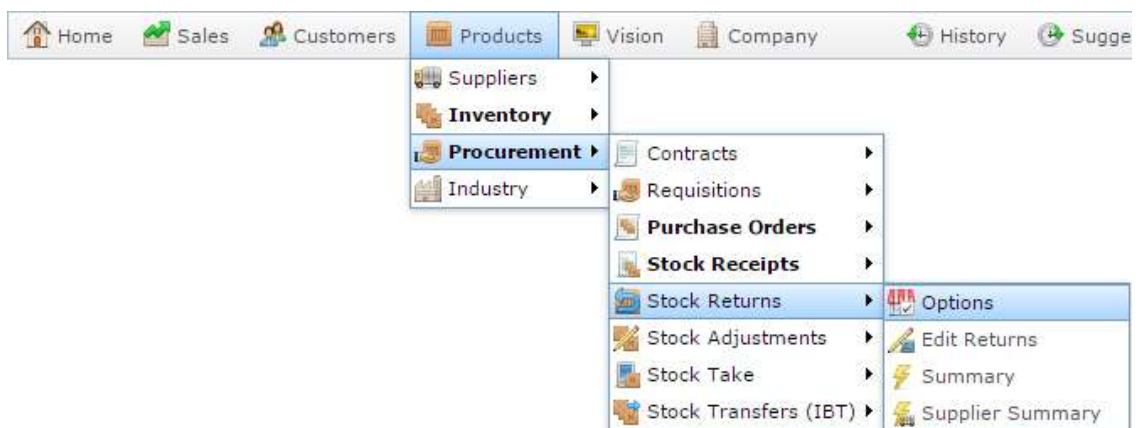 Home Sales Customers Products Vision Company History Sugge
Suppliers
Inventory
Procurement
Industry
Contracts
Requisitions
Purchase Orders
Stock Receipts
Stock Returns
Stock Adjustments
Stock Take
Stock Transfers (IBT)
Options
Edit Returns
Summary
Supplier Summary